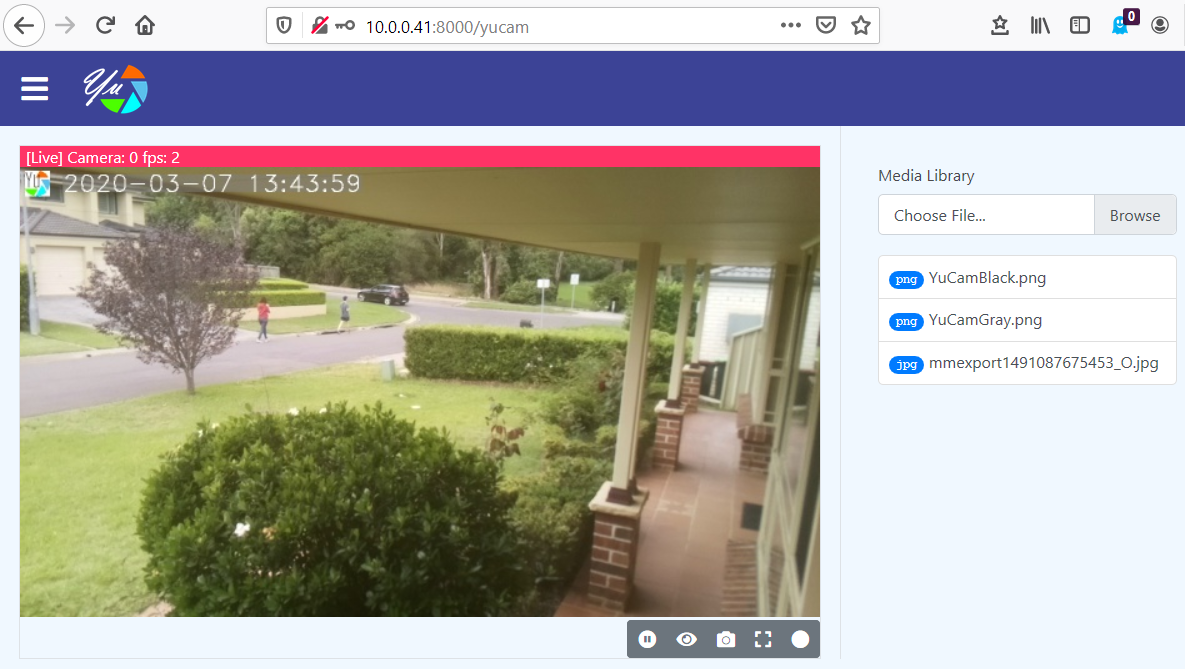 10.0.0.41:8000/yucam
0
Yu
[Live] Camera: 0 fps: 2
YU 2020-03-07 13:43:59
Media Library
Choose File... Browse
png YuCamBlack.png
png YuCamGray.png
jpg mmexport1491087675453_O.jpg